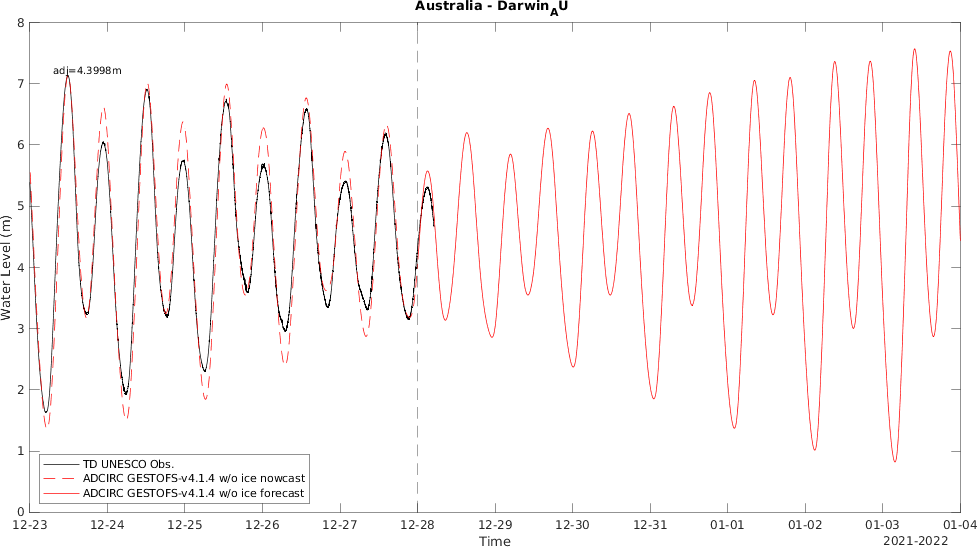 Australia - Darwin_AU
8
adj=4.3998m
7
6
5
4
3
2
1
0
Water Level (m)
TD UNESCO Obs.
ADCIRC GESTOFS-v4.1.4 w/o ice nowcast
ADCIRC GESTOFS-v4.1.4 w/o ice forecast
12-23 12-24 12-25 12-26 12-27 12-28 12-29 12-30 12-31 01-01 01-02 01-03 01-04
Time
2021-2022